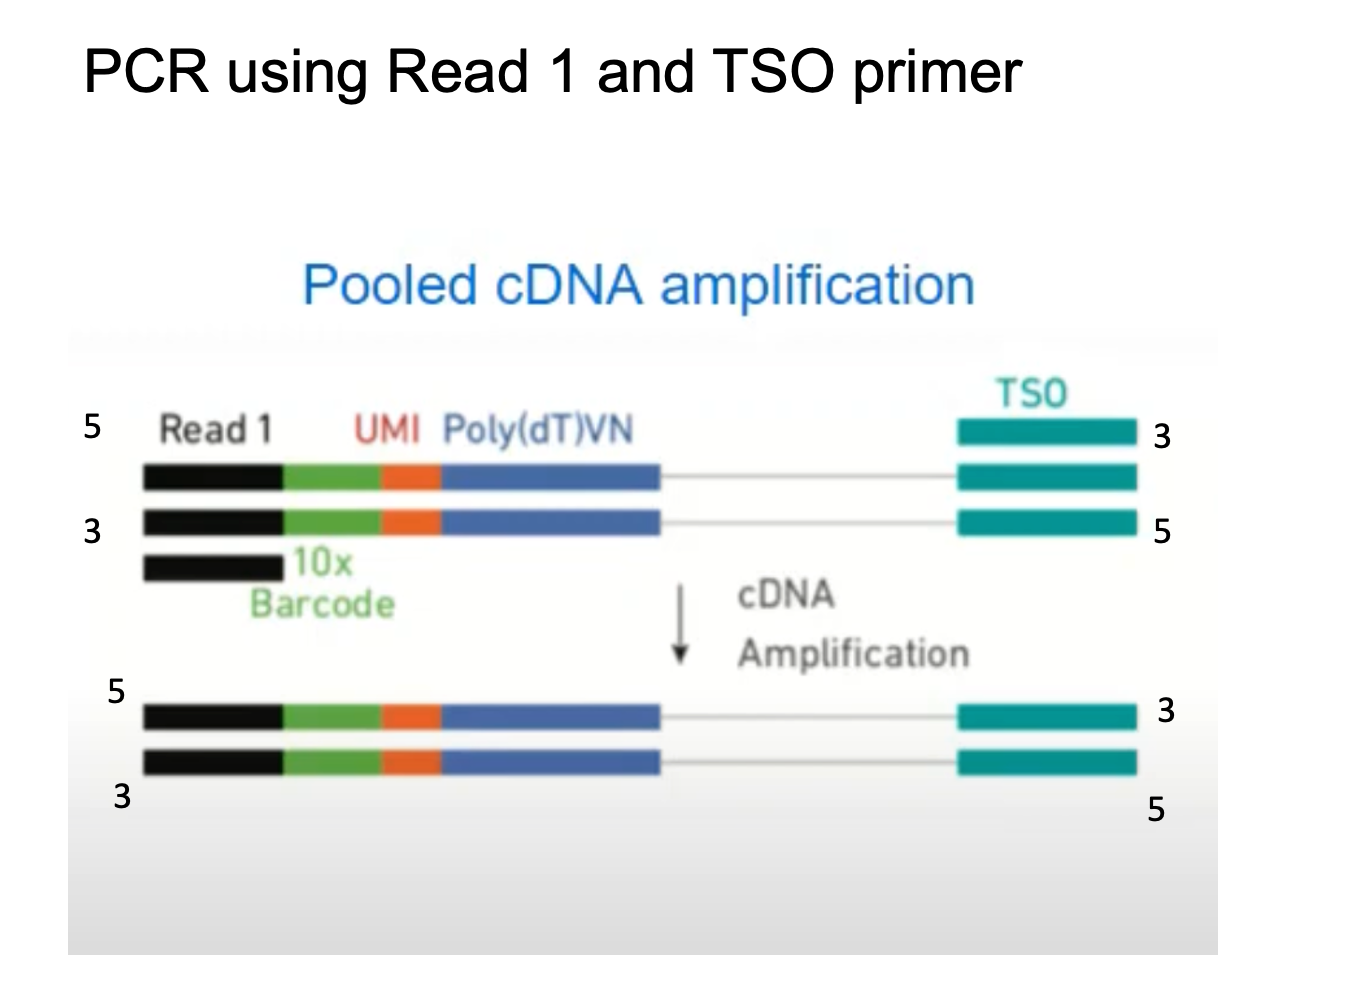 PCR using Read 1 and TSO primer
Pooled cDNA amplification
TSO
5 Read 1 UMI Poly(dT)VN 3
3 5
10x
Barcode
cDNA
Amplification
5 3
3 5